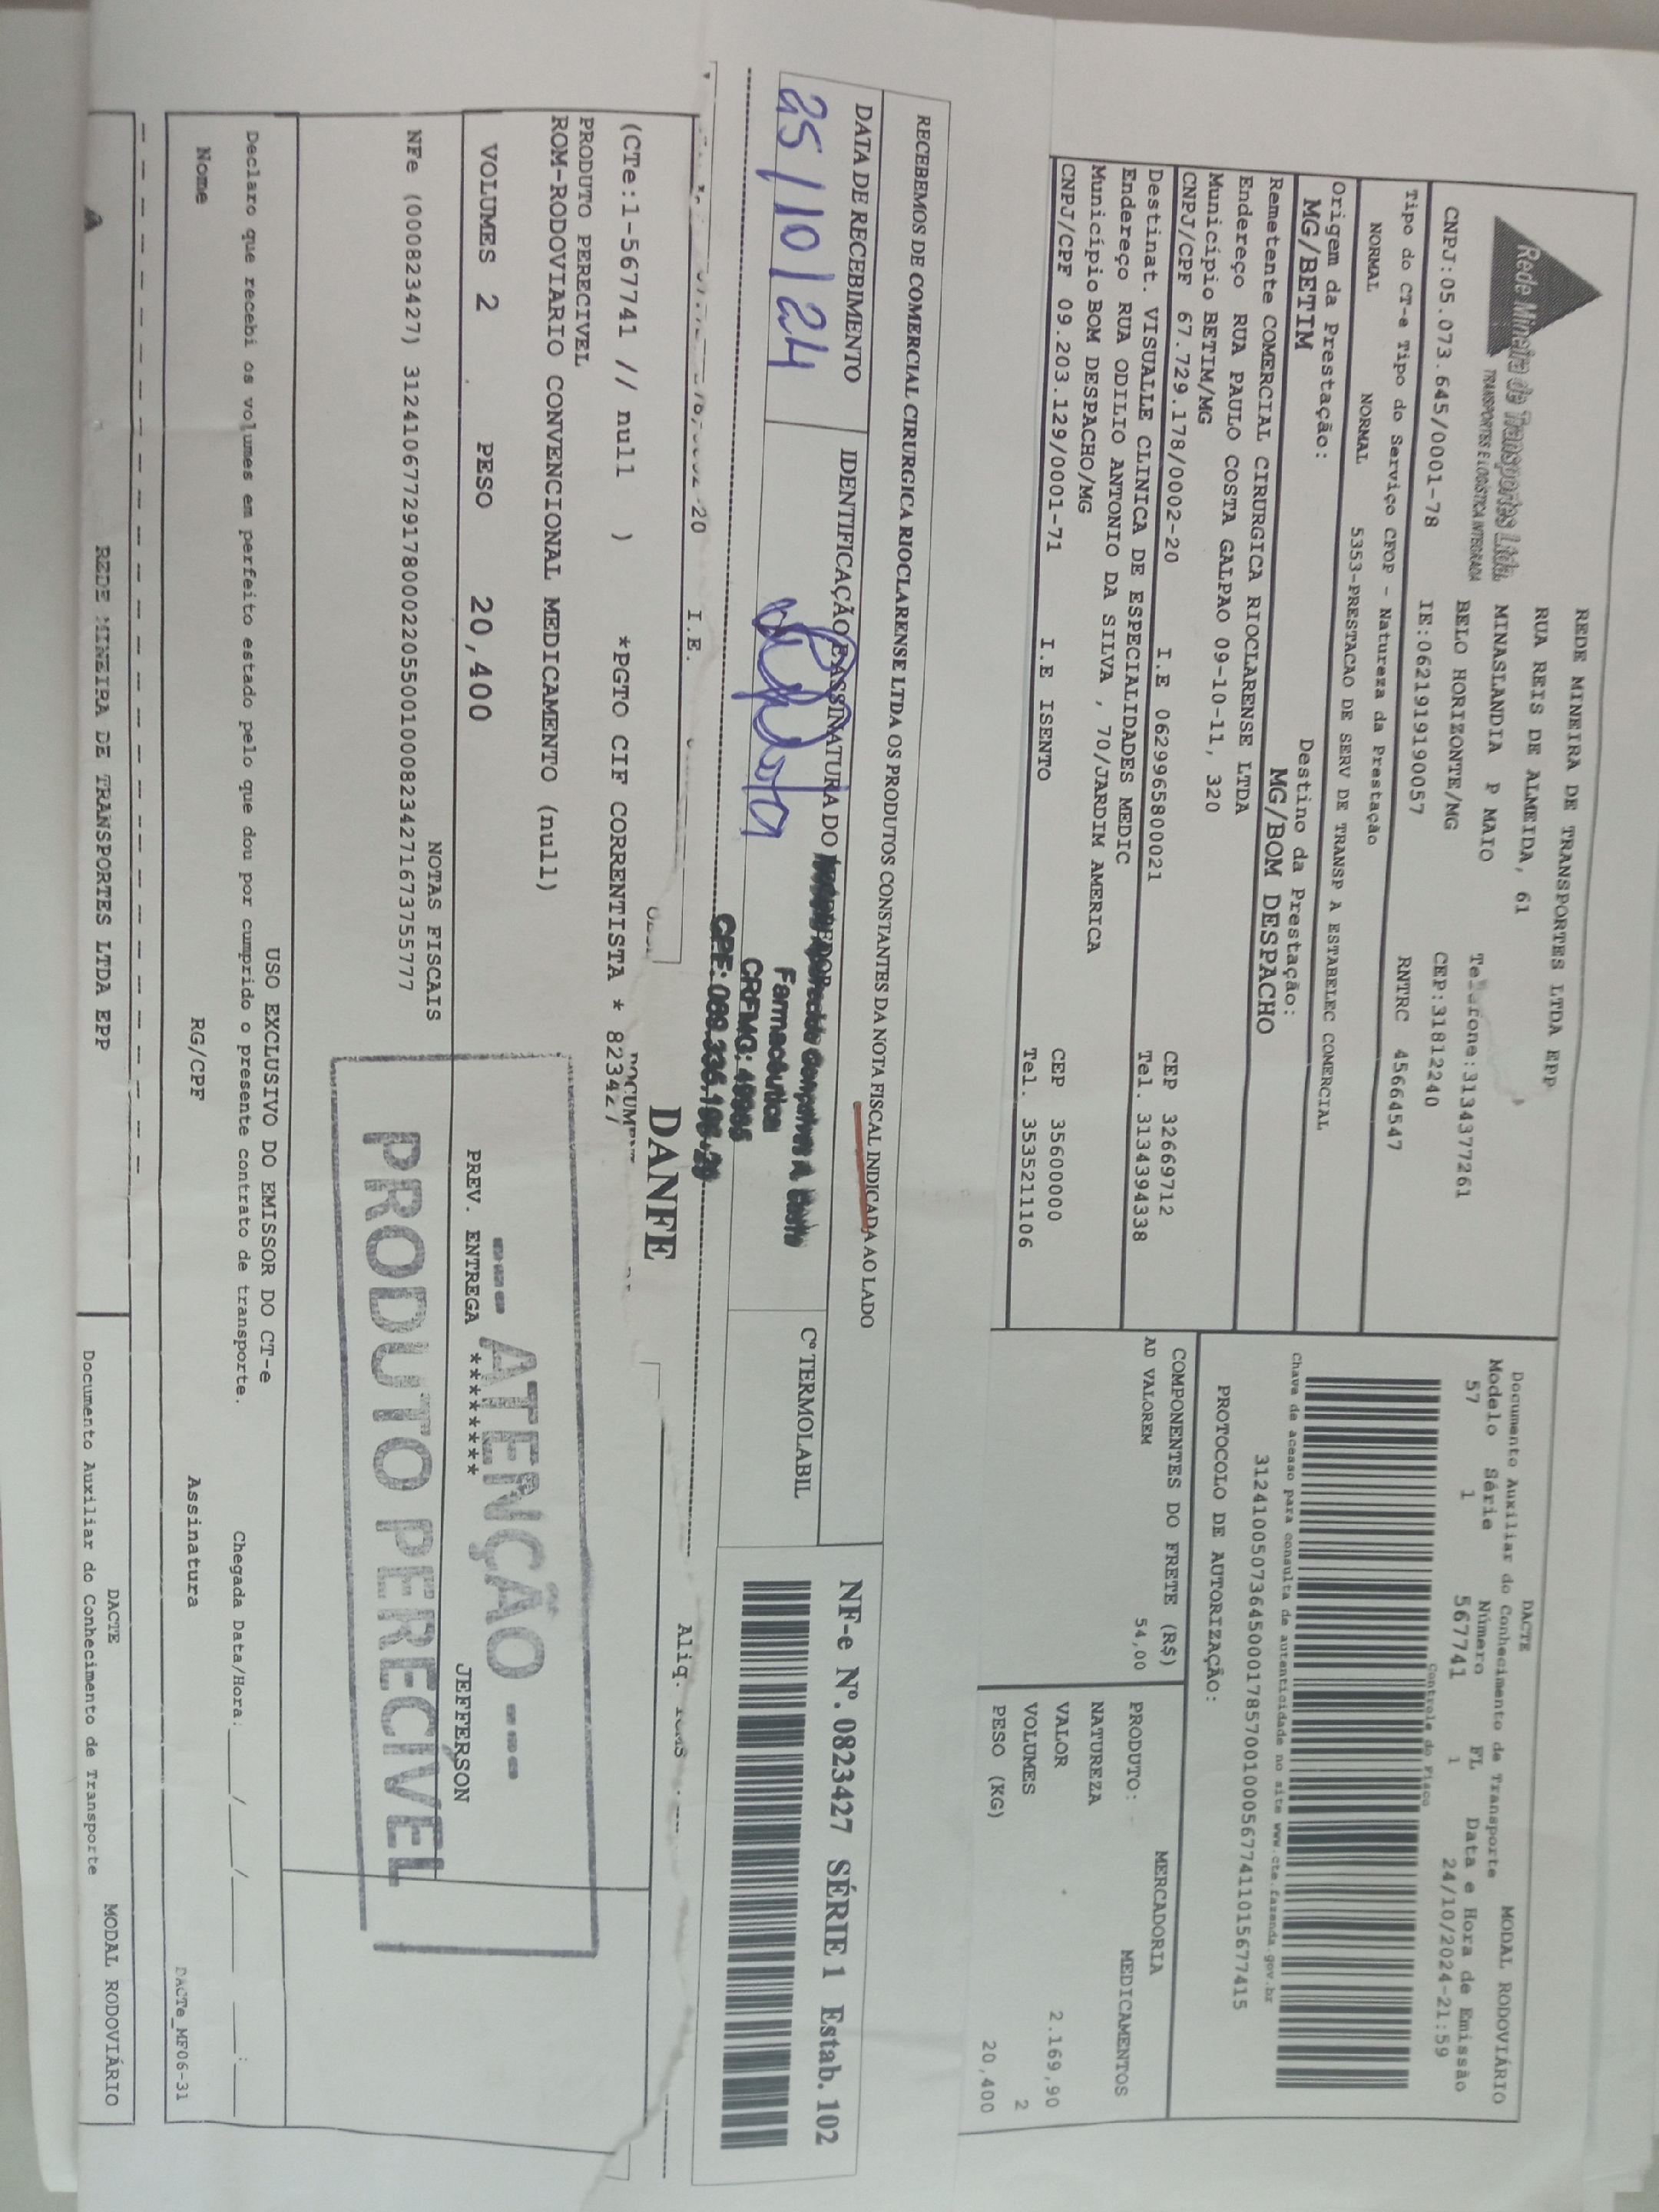 Rede Mineira de Transportes Ltda.
TRANSPORTES E LOGÍSTICA INTEGRADA
REDE MINEIRA DE TRANSPORTES LTDA EPP
RUA REIS DE ALMEIDA, 61
MINASLANDIA P MAIO
BELO HORIZONTE/MG
Telefone:3134377261
CEP:31812240
CNPJ:05.073.645/0001-78 IE:0621919190057 RNTRC 45664547
Tipo do CT-e Tipo do Serviço CFOP - Natureza da Prestação
NORMAL NORMAL 5353-PRESTACAO DE SERV DE TRANSP A ESTABELEC COMERCIAL
Origem da Prestação: Destino da Prestação:
MG/BETIM MG/BOM DESPACHO
Remetente COMERCIAL CIRURGICA RIOCLARENSE LTDA
Endereço RUA PAULO COSTA GALPAO 09-10-11, 320
Município BETIM/MG CEP 32669712
CNPJ/CPF 67.729.178/0002-20 I.E 0629965800021 Tel. 3134394338
Destinat. VISUALLE CLINICA DE ESPECIALIDADES MEDIC
Endereço RUA ODILIO ANTONIO DA SILVA , 70/JARDIM AMERICA
Município BOM DESPACHO/MG CEP 35600000
CNPJ/CPF 09.203.129/0001-71 I.E ISENTO Tel. 3535211106
DACTE MODAL RODOVIÁRIO
Documento Auxiliar do Conhecimento de Transporte
Modelo Série Número FL Data e Hora de Emissão
57 1 567741 1 24/10/2024-21:59
Controle do Fisco
Chave de acesso para consulta de autenticidade no site www.cte.fazenda.gov.br
31241005073645000178570010005677411015677415
PROTOCOLO DE AUTORIZAÇÃO:
COMPONENTES DO FRETE (R$)
AD VALOREM 54,00
MERCADORIA
PRODUTO:
NATUREZA MEDICAMENTOS
VALOR 2.169,90
VOLUMES 2
PESO (KG) 20,400
RECEBEMOS DE COMERCIAL CIRURGICA RIOCLARENSE LTDA OS PRODUTOS CONSTANTES DA NOTA FISCAL INDICADA AO LADO
DATA DE RECEBIMENTO
25/10/24
IDENTIFICAÇÃO E ASSINATURA DO
Farmacêutica
Cº TERMOLABIL
NF-e Nº. 0823427 SÉRIE 1 Estab. 102
20 I.E.
DANFE
Aliq.
(CTe:1-567741 // null ) *PGTO CIF CORRENTISTA * 823427
PRODUTO PERECIVEL
ROM-RODOVIARIO CONVENCIONAL MEDICAMENTO (null)
--- ATENÇÃO ---
PRODUTO PERECIVEL
VOLUMES 2 PESO 20,400 PREV. ENTREGA ******** JEFFERSON
NOTAS FISCAIS
NFe (000823427) 31241067729178000220550010008234271673755777
USO EXCLUSIVO DO EMISSOR DO CT-e
Declaro que recebi os volumes em perfeito estado pelo que dou por cumprido o presente contrato de transporte. Chegada Data/Hora:____/____/______ ____:____
Nome RG/CPF Assinatura DACTe_MF06-31
REDE MINEIRA DE TRANSPORTES LTDA EPP
DACTE MODAL RODOVIÁRIO
Documento Auxiliar do Conhecimento de Transporte